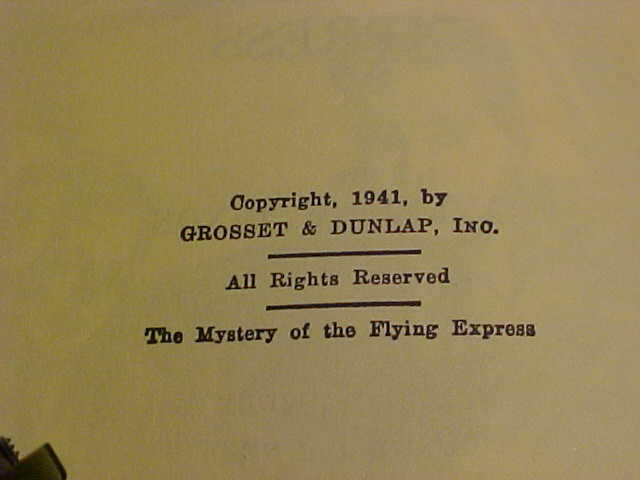 Copyright, 1941, by
GROSSET & DUNLAP, INC.
All Rights Reserved
The Mystery of the Flying Express